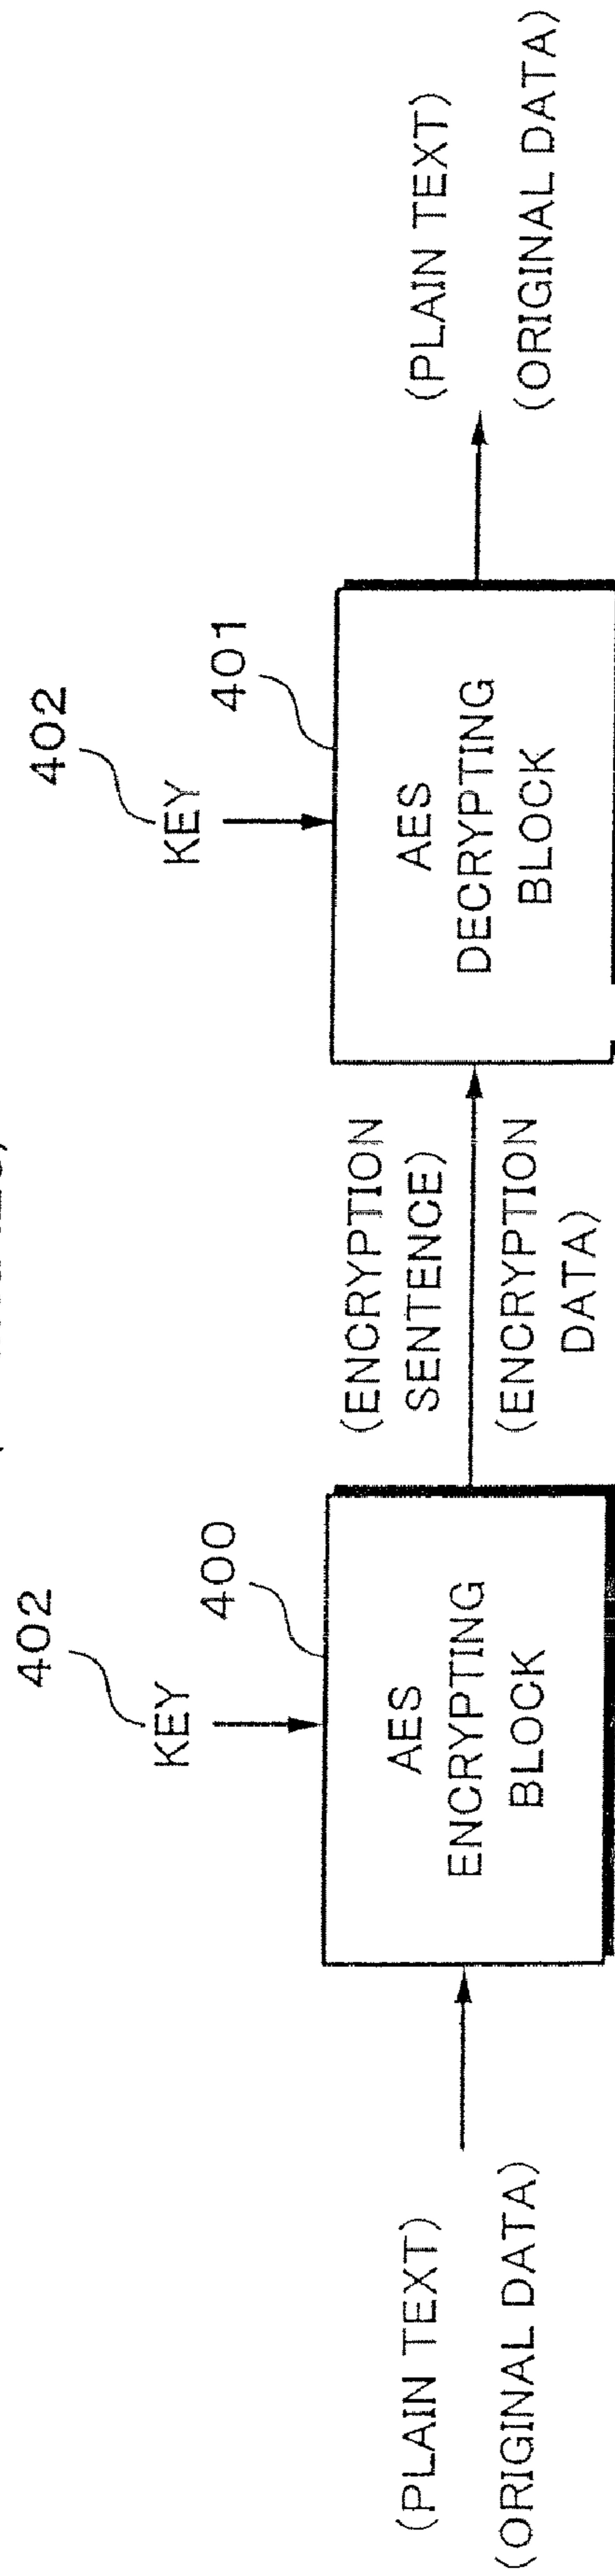 (PLAIN TEXT)
(ORIGINAL DATA)
402
KEY
400
AES
ENCRYPTING
BLOCK
(ENCRYPTION
SENTENCE)
(ENCRYPTION
DATA)
402
KEY
401
AES
DECRYPTING
BLOCK
(PLAIN TEXT)
(ORIGINAL DATA)